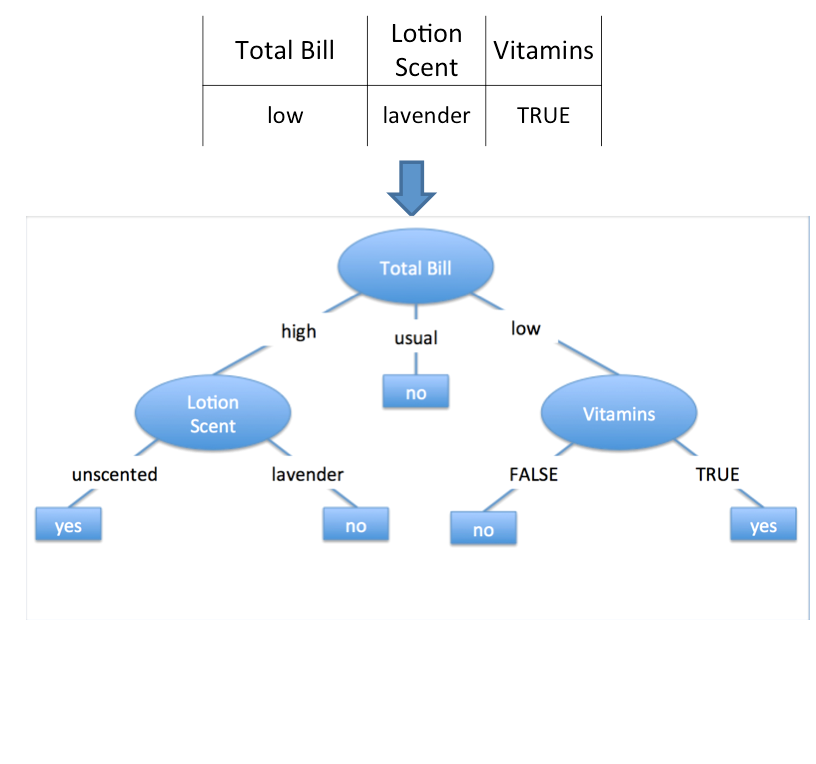 Total Bill
Lotion
Scent
Vitamins
low
lavender
TRUE
Total Bill
high
usual
low
Lotion
Scent
no
Vitamins
unscented
lavender
FALSE
TRUE
yes
no
no
yes